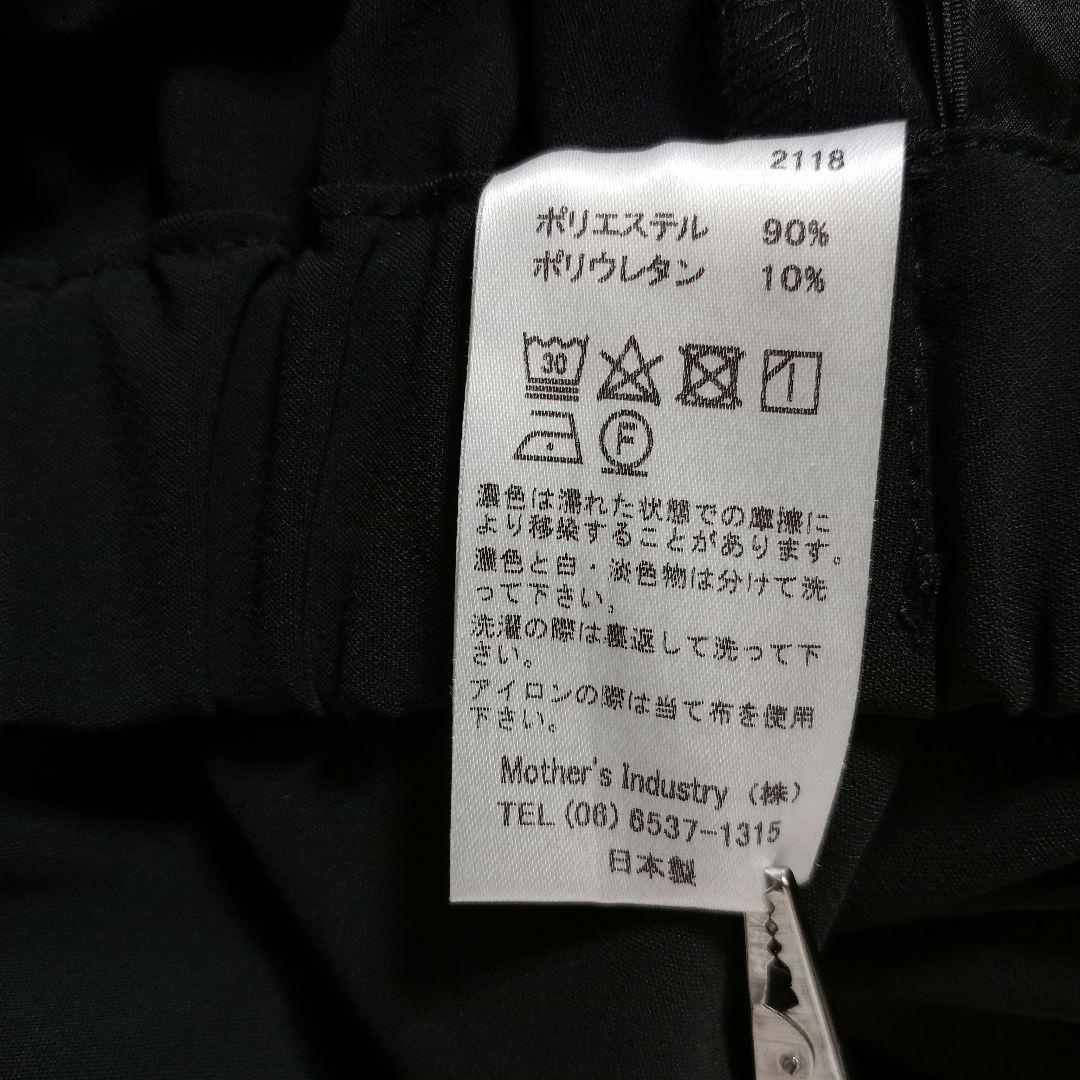 2118
ポリエステル 90%
ポリウレタン 10%
30
F
濃色は濡れた状態での摩擦に
より移染することがあります。
濃色と白・淡色物は分けて洗
って下さい。
洗濯の際は裏返して洗って下
さい。
アイロンの際は当て布を使用
下さい。
Mother's Industry (株)
TEL (06) 6537-1315
日本製